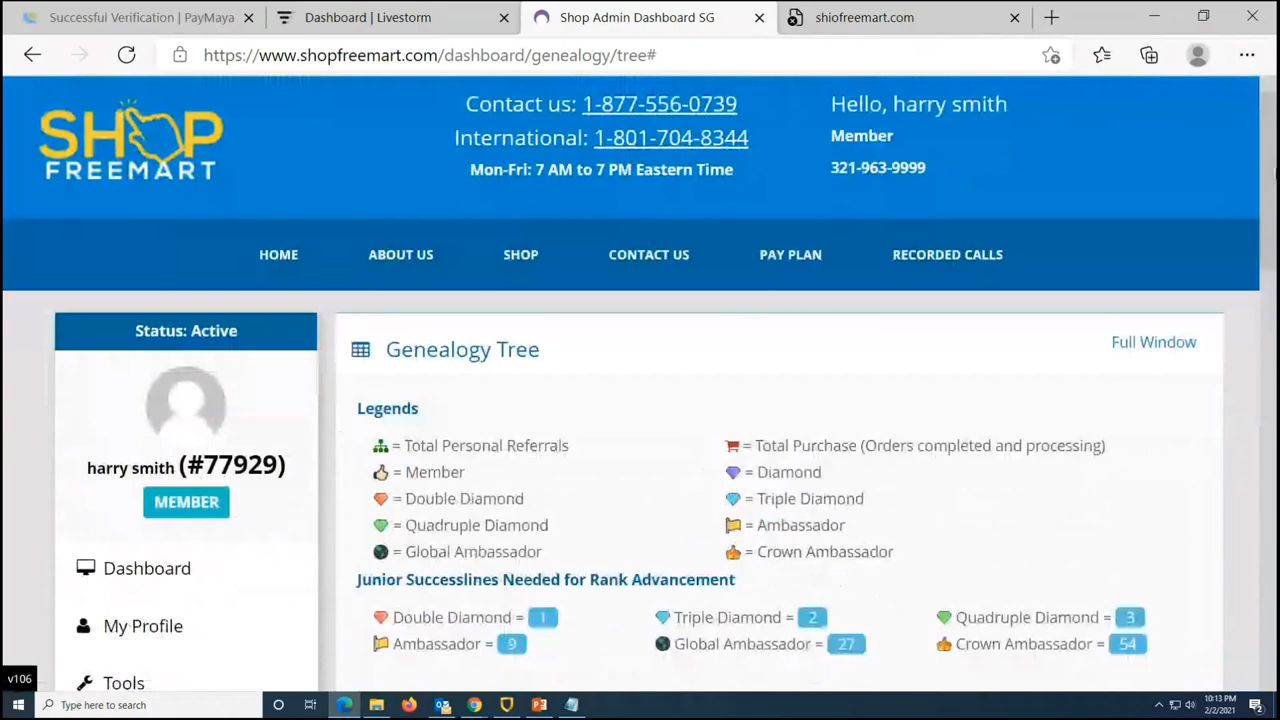 Successful Verification | PayMaya
Dashboard | Livestorm
Shop Admin Dashboard SG
shiofreemart.com
https://www.shopfreemart.com/dashboard/genealogy/tree#
SHOP
FREEMART
Contact us: 1-877-556-0739
International: 1-801-704-8344
Mon-Fri: 7 AM to 7 PM Eastern Time
Hello, harry smith
Member
321-963-9999
HOME
ABOUT US
SHOP
CONTACT US
PAY PLAN
RECORDED CALLS
Status: Active
harry smith (#77929)
MEMBER
Dashboard
My Profile
Tools
Genealogy Tree
Full Window
Legends
= Total Personal Referrals
= Total Purchase (Orders completed and processing)
= Member
= Diamond
= Double Diamond
= Triple Diamond
= Quadruple Diamond
= Ambassador
= Global Ambassador
= Crown Ambassador
Junior Successlines Needed for Rank Advancement
Double Diamond = 1
Triple Diamond = 2
Quadruple Diamond = 3
Ambassador = 9
Global Ambassador = 27
Crown Ambassador = 54
v106
Type here to search
10:13 PM
2/2/2021
2